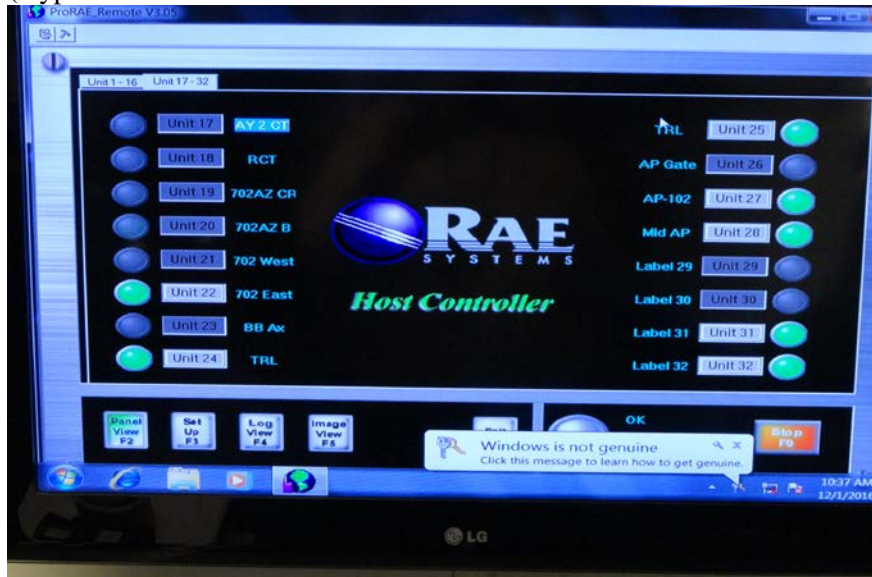 ProRAE_Remote V3.05
Unit 1 - 16 Unit 17 - 32
Unit 17 AY 2 CT
Unit 18 RCT
Unit 19 702AZ CR
Unit 20 702AZ B
Unit 21 702 West
Unit 22 702 East
Unit 23 BB Ax
Unit 24 TRL
RAE
SYSTEMS
Host Controller
TRL Unit 25
AP Gate Unit 26
AP-102 Unit 27
Mid AP Unit 28
Label 29 Unit 29
Label 30 Unit 30
Label 31 Unit 31
Label 32 Unit 32
Panel
View
F2
Set
Up
F3
Log
View
F4
Image
View
F5
OK
Stop
F9
Windows is not genuine
Click this message to learn how to get genuine.
10:37 AM
12/1/2016
LG